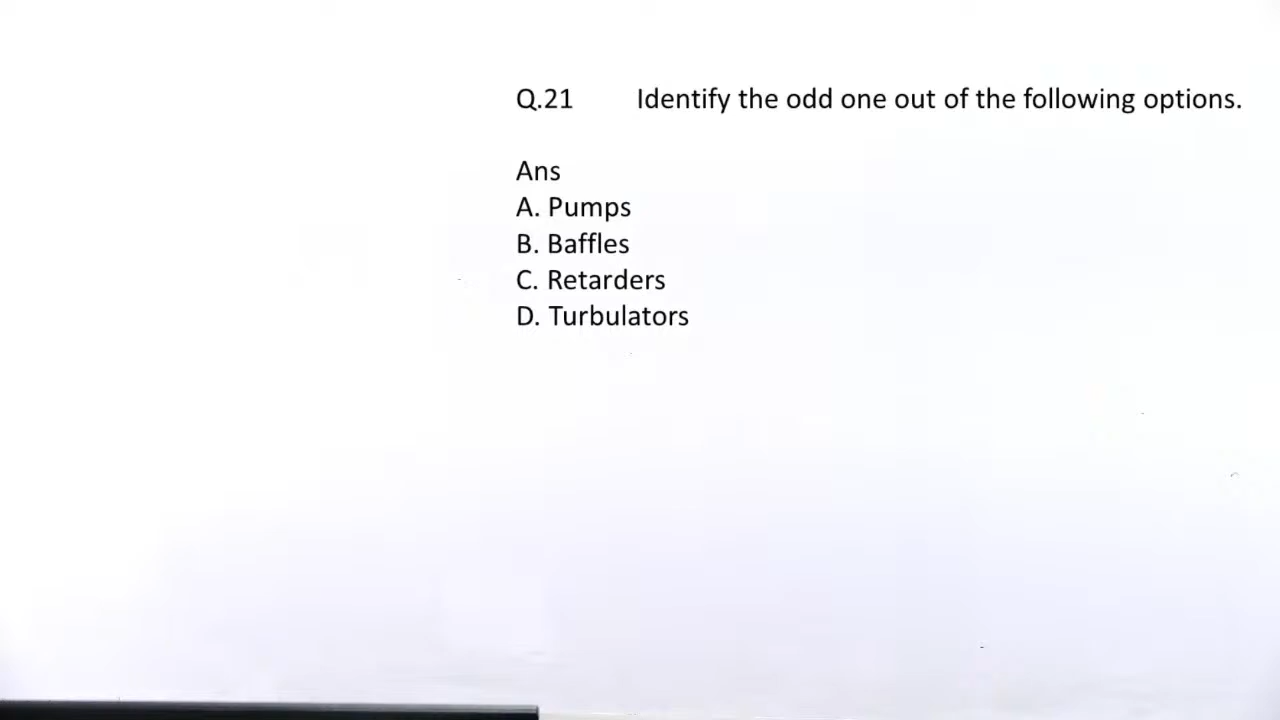 Q.21 Identify the odd one out of the following options.
Ans
A. Pumps
B. Baffles
C. Retarders
D. Turbulators